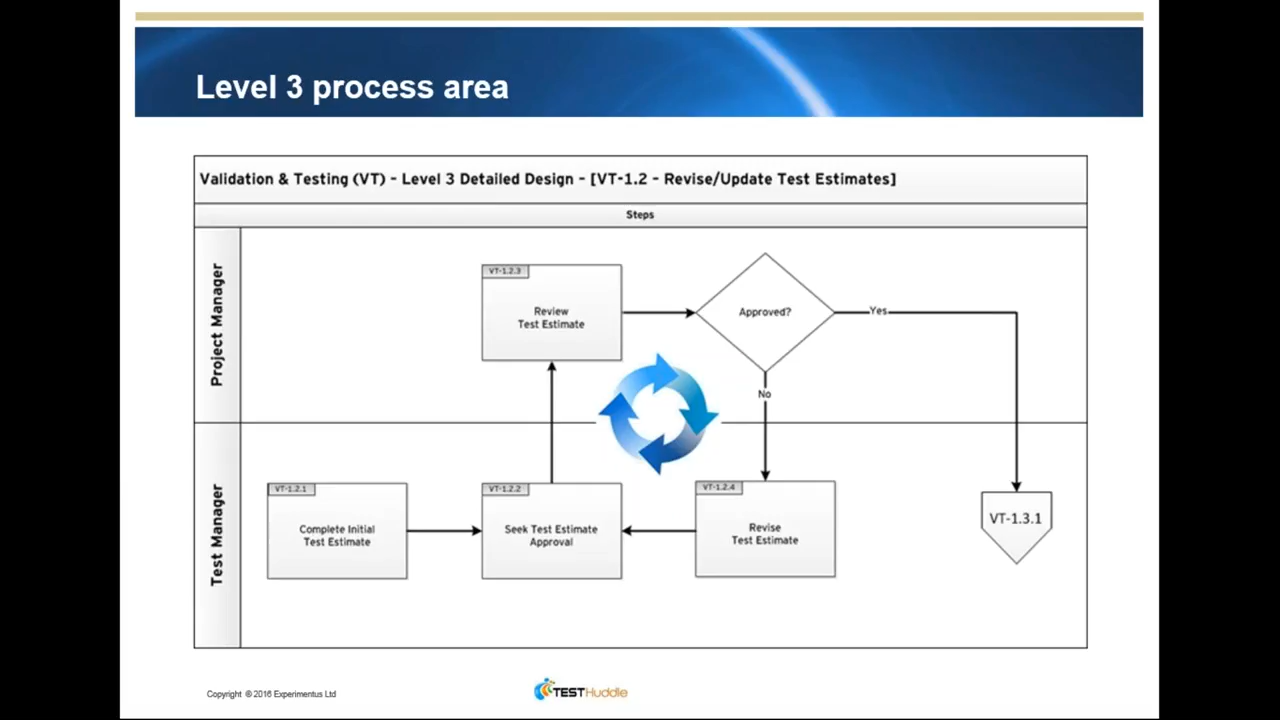 Level 3 process area
Validation & Testing (VT) - Level 3 Detailed Design - [VT-1.2 - Revise/Update Test Estimates]
Steps
Project Manager
VT-1.2.3
Review
Test Estimate
Approved?
Yes
No
Test Manager
VT-1.2.1
Complete Initial
Test Estimate
VT-1.2.2
Seek Test Estimate
Approval
VT-1.2.4
Revise
Test Estimate
VT-1.3.1
Copyright © 2016 Experimentus Ltd
TESTHuddle